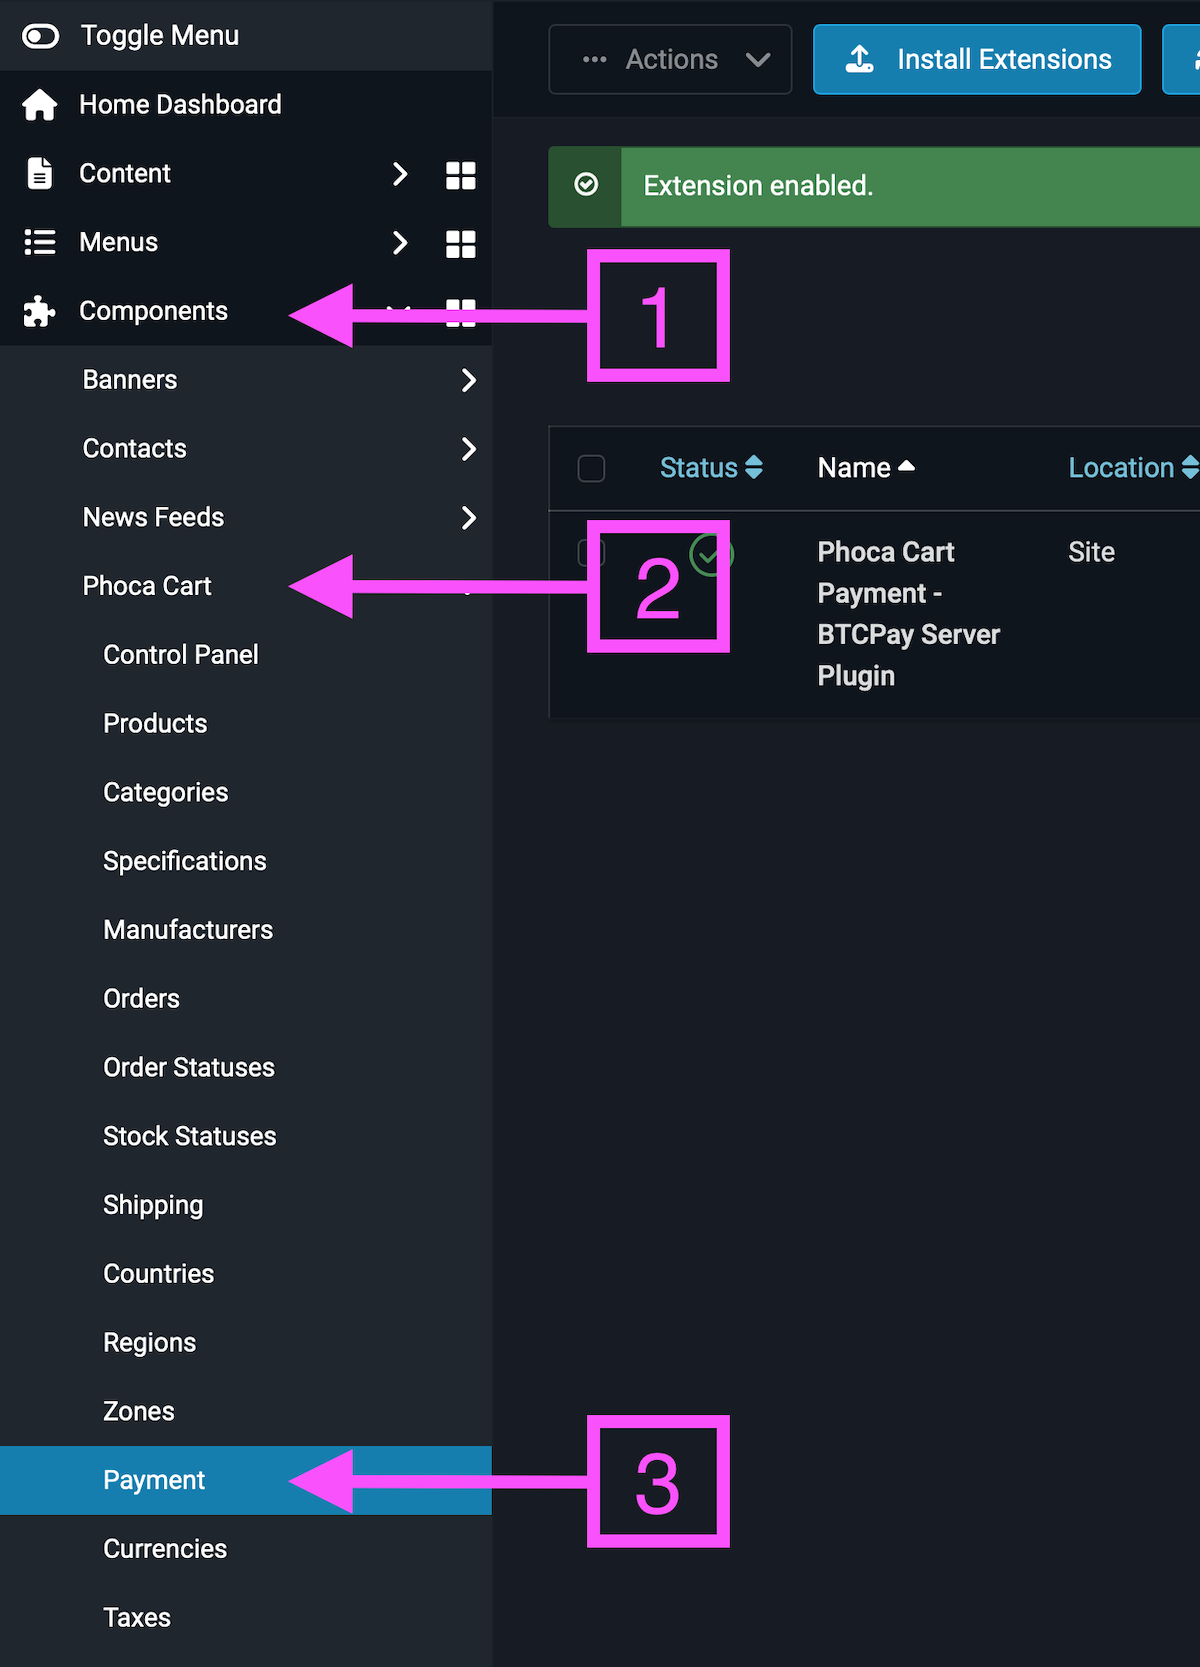 Toggle Menu
Home Dashboard
Content
Menus
Components
Banners
Contacts
News Feeds
Phoca Cart
Control Panel
Products
Categories
Specifications
Manufacturers
Orders
Order Statuses
Stock Statuses
Shipping
Countries
Regions
Zones
Payment
Currencies
Taxes
Actions
Install Extensions
Extension enabled.
1
Status
Name
Location
2
Phoca Cart
Payment -
BTCPay Server
Plugin
Site
3